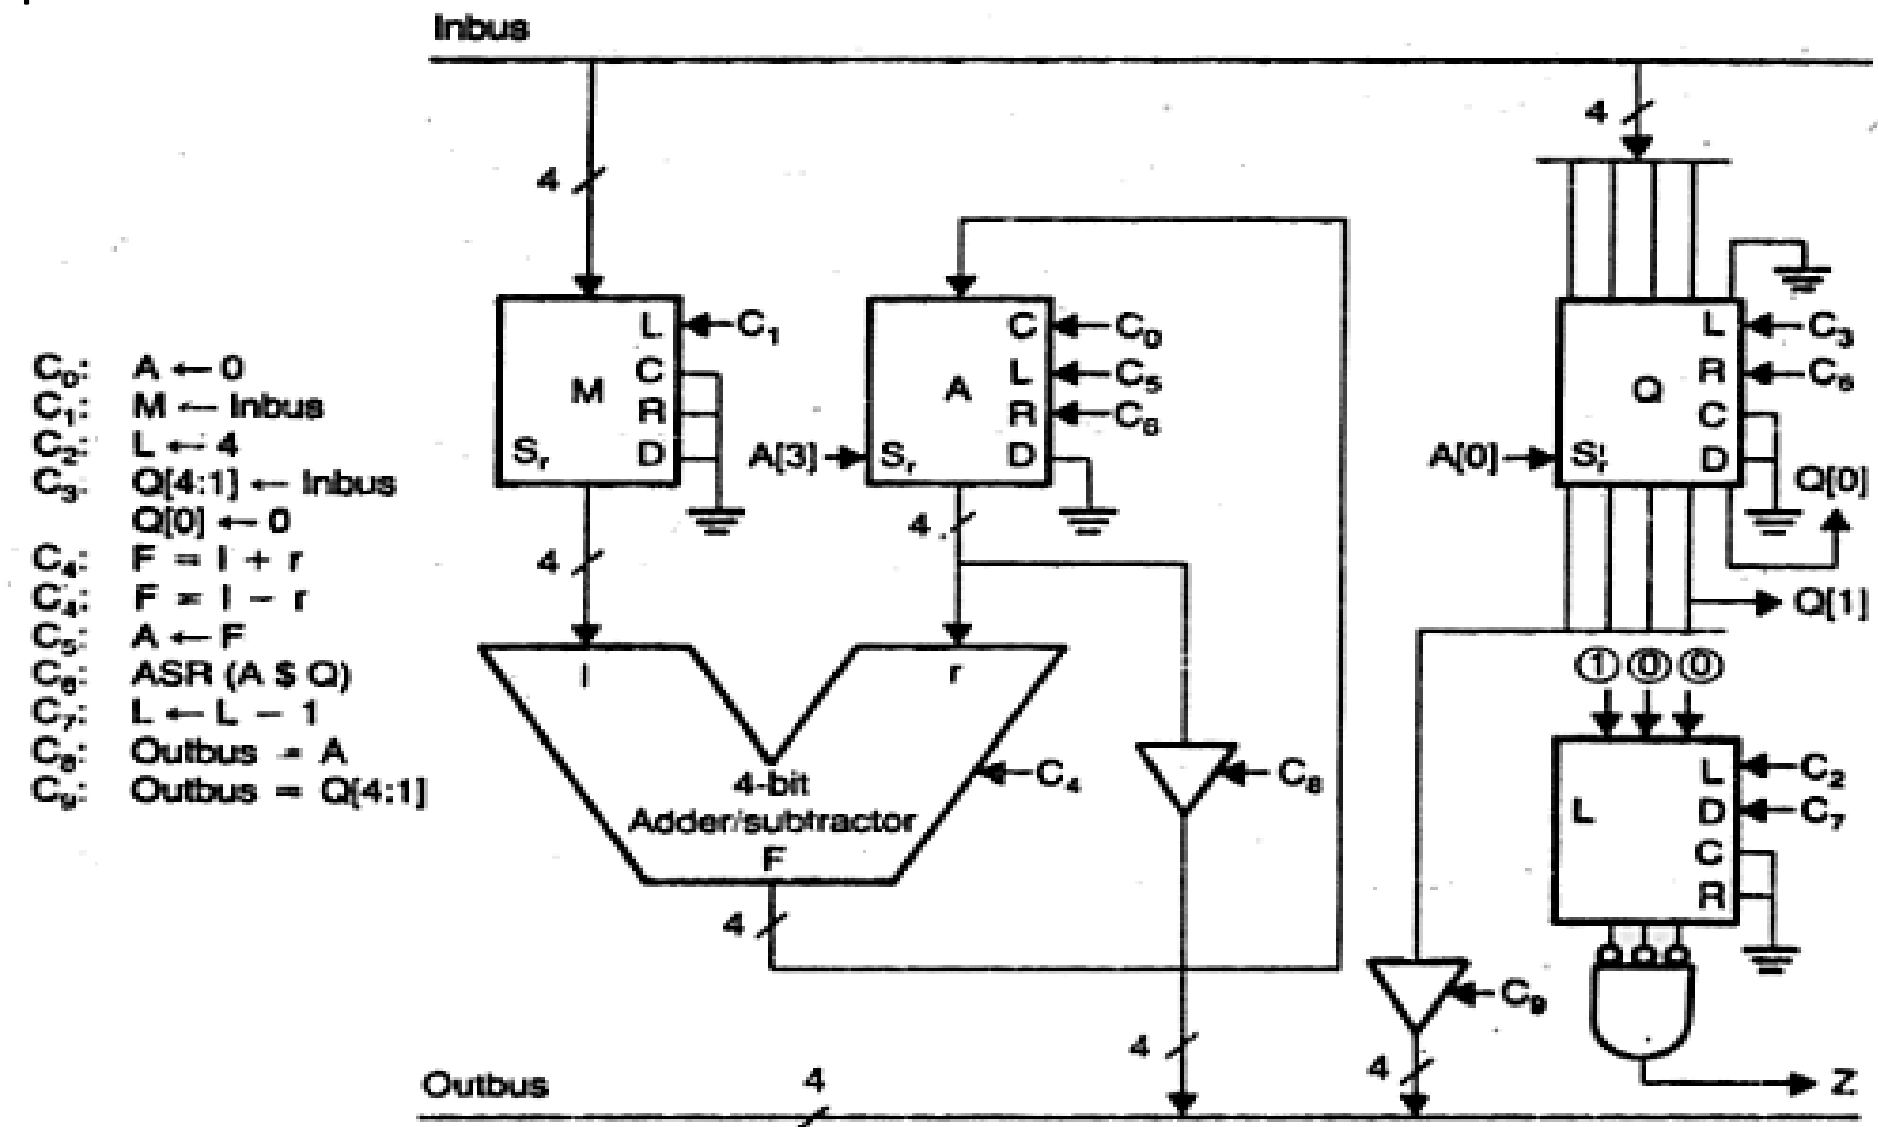 Inbus
4
4
L C₁
C
M R
Sᵣ D
C C₀
L C₅
A R C₆
A[3] Sᵣ D
L C₃
R C₆
Q C
A[0] Sᵣ D
Q[0]
Q[1]
C₀: A ← 0
C₁: M ← Inbus
C₂: L ← 4
C₃: Q[4:1] ← Inbus
Q[0] ← 0
C₄: F = l + r
C₄: F = l - r
C₅: A ← F
C₆: ASR (A $ Q)
C₇: L ← L - 1
C₈: Outbus = A
C₉: Outbus = Q[4:1]
4
4
l r
4-bit
Adder/subtractor
F
C₄
C₈
4
1 0 0
L C₂
L D C₇
C
R
C₉
4
4
Z
Outbus 4